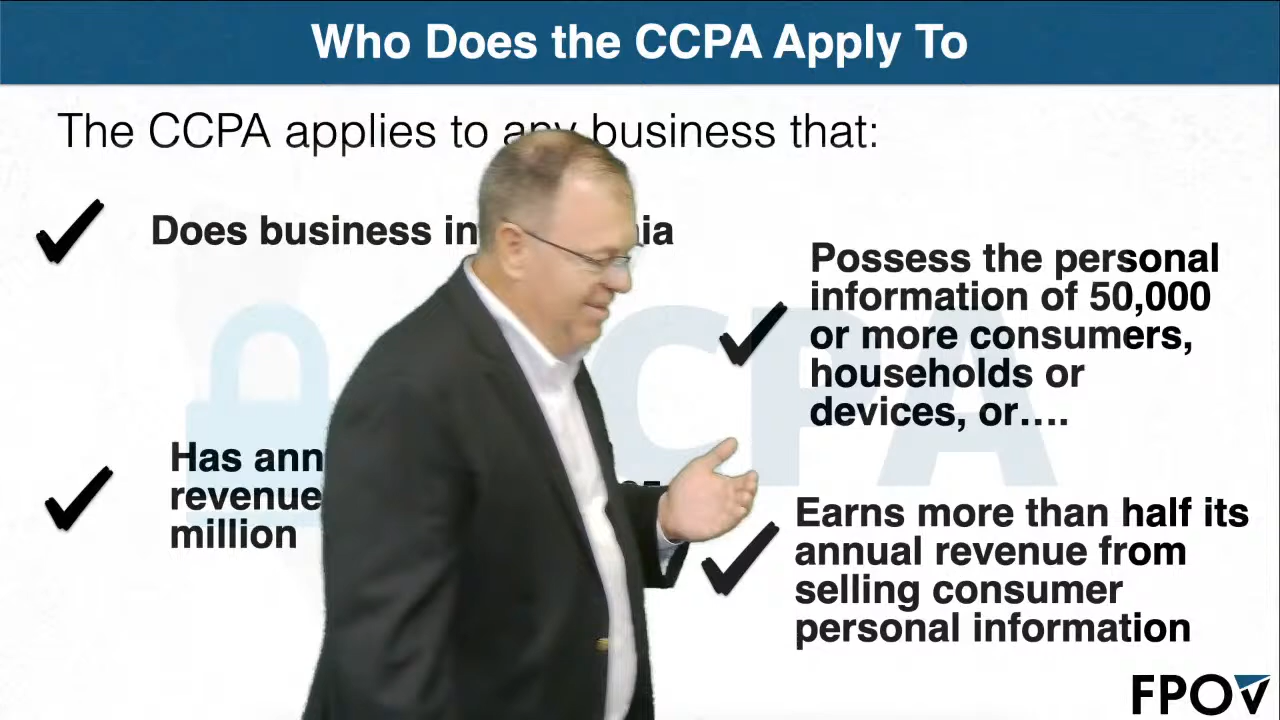 Who Does the CCPA Apply To
The CCPA applies to any business that:
Does business in
Has
revenue
million
Possess the personal
information of 50,000
or more consumers,
households or
devices, or....
Earns more than half its
annual revenue from
selling consumer
personal information
CCPA
FPOV